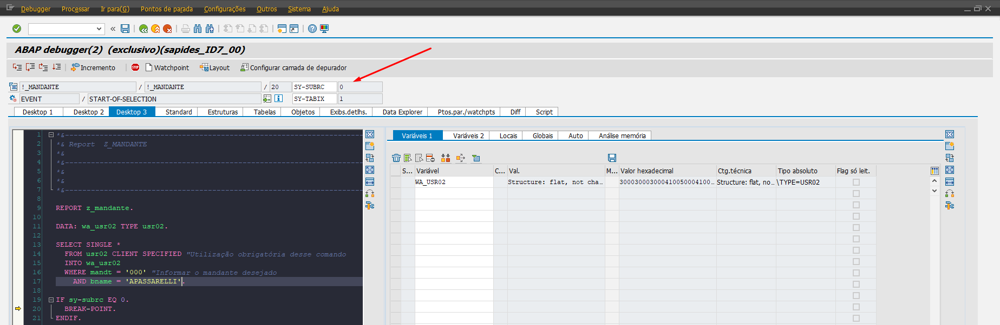 Debugger Processar Ir para(G) Pontos de parada Configurações Outros Sistema Ajuda
ABAP debugger(2) (exclusivo)(sapides_ID7_00)
Incremento STOP Watchpoint Layout Configurar camada de depurador
!_MANDANTE / !_MANDANTE / 20 SY-SUBRC 0
EVENT / START-OF-SELECTION SY-TABIX 1
Desktop 1 Desktop 2 Desktop 3 Standard Estruturas Tabelas Objetos Exibs.detlhs. Data Explorer Ptos.par./watchpts Diff Script
1 *&---------------------------------------------------------------------
2 *& Report  Z_MANDANTE
3 *&
4 *&---------------------------------------------------------------------
5 *&
6 *&
7 *&---------------------------------------------------------------------
8
9 REPORT z_mandante.
10
11 DATA: wa_usr02 TYPE usr02.
12
13 SELECT SINGLE *
14 FROM usr02 CLIENT SPECIFIED "Utilização obrigatória desse comando
15 INTO wa_usr02
16 WHERE mandt = '000' "Informar o mandante desejado
17 AND bname = 'APASSARELLI'.
18
19 IF sy-subrc EQ 0.
20 BREAK-POINT.
21 ENDIF.
Variáveis 1 Variáveis 2 Locais Globais Auto Análise memória
S... Variável C... Val. M... Valor hexadecimal Ctg.técnica Tipo absoluto Flag só leit.
WA_USR02 Structure: flat, not cha... 300030003000410050004100... Structure: flat, no... \TYPE=USR02